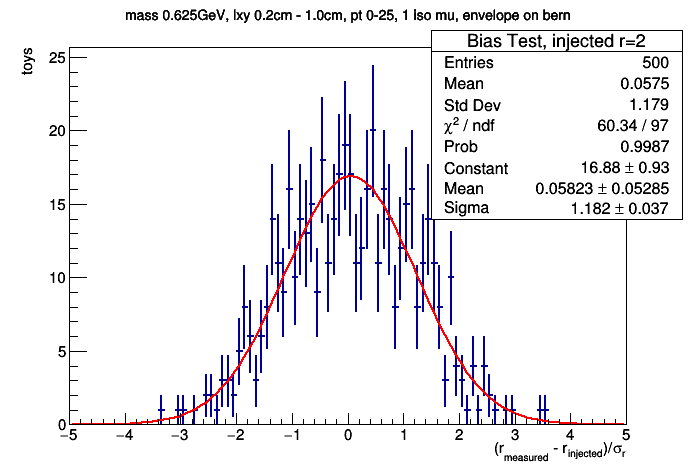 mass 0.625GeV, lxy 0.2cm - 1.0cm, pt 0-25, 1 Iso mu, envelope on bern
Bias Test, injected r=2
Entries 500
Mean 0.0575
Std Dev 1.179
χ² / ndf 60.34 / 97
Prob 0.9987
Constant 16.88 ± 0.93
Mean 0.05823 ± 0.05285
Sigma 1.182 ± 0.037
toys
25
20
15
10
5
0
−5 −4 −3 −2 −1 0 1 2 3 4 5
(r_measured - r_injected)/σ_r